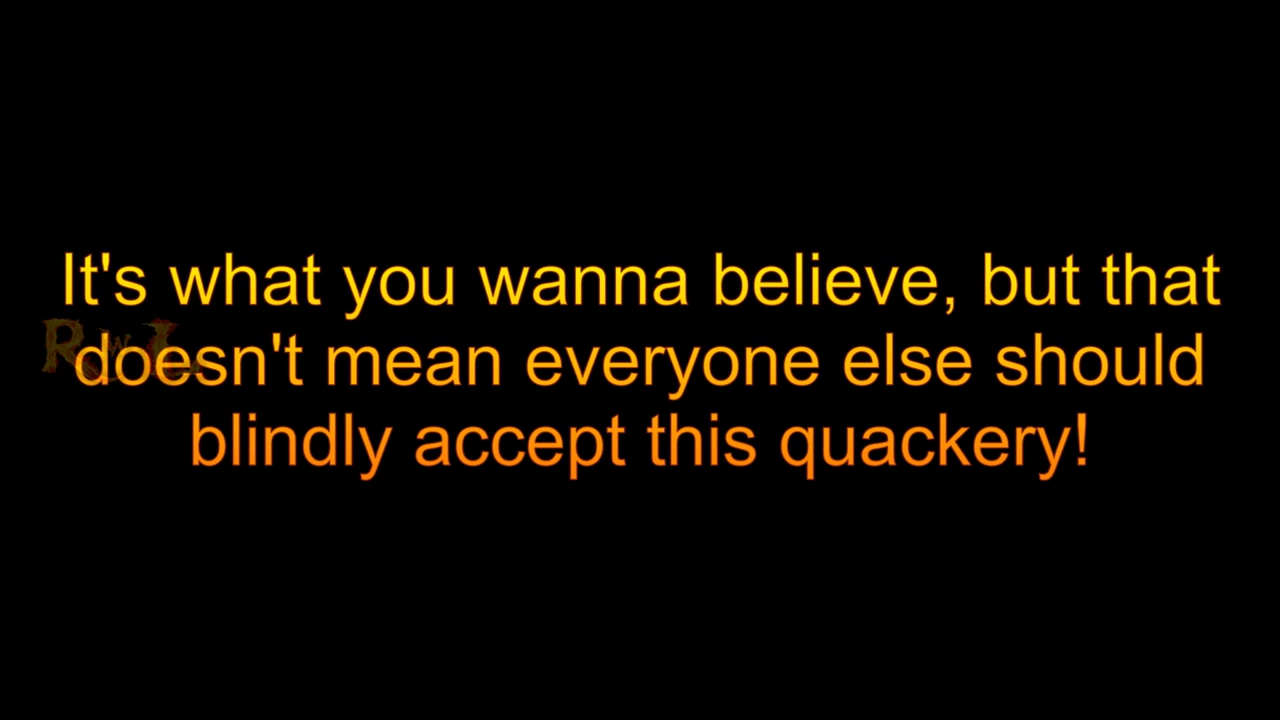 It's what you wanna believe, but that
doesn't mean everyone else should
blindly accept this quackery!